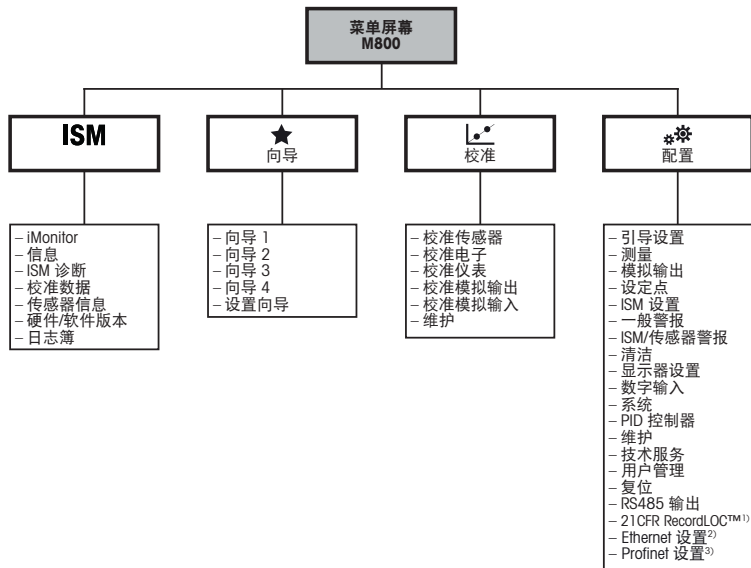 菜单屏幕
M800
ISM
向导
校准
配置
– iMonitor
– 信息
– ISM 诊断
– 校准数据
– 传感器信息
– 硬件/软件版本
– 日志簿
– 向导 1
– 向导 2
– 向导 3
– 向导 4
– 设置向导
– 校准传感器
– 校准电子
– 校准仪表
– 校准模拟输出
– 校准模拟输入
– 维护
– 引导设置
– 测量
– 模拟输出
– 设定点
– ISM 设置
– 一般警报
– ISM/传感器警报
– 清洁
– 显示器设置
– 数字输入
– 系统
– PID 控制器
– 维护
– 技术服务
– 用户管理
– 复位
– RS485 输出
– 21CFR RecordLOC™1)
– Ethernet 设置2)
– Profinet 设置3)